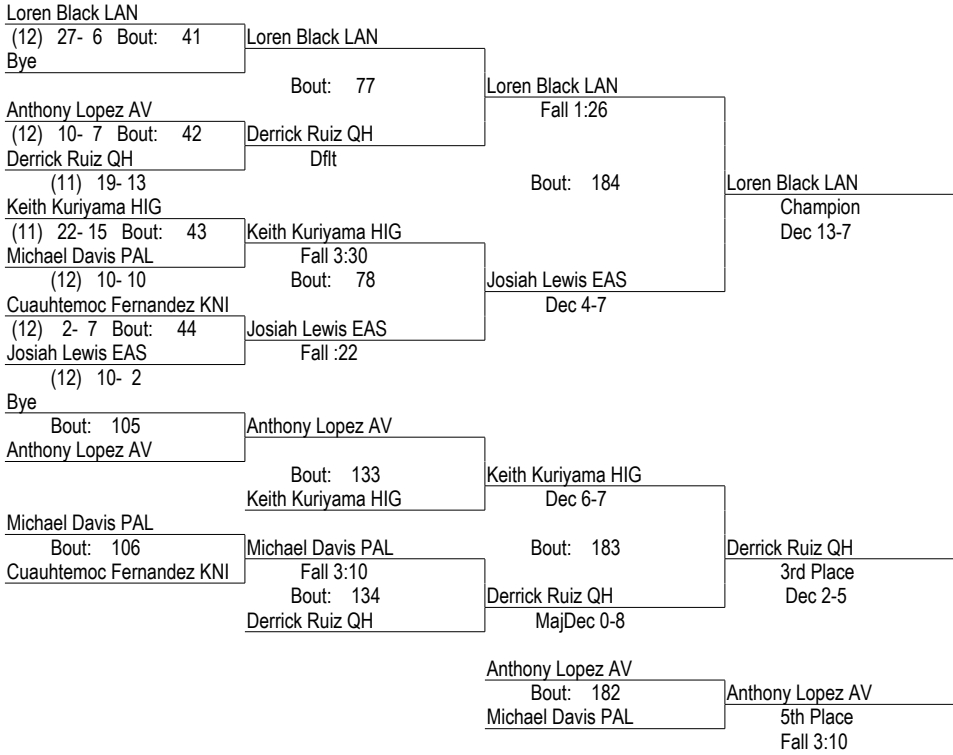 Loren Black LAN
(12) 27- 6 Bout: 41
Loren Black LAN
Bye
Bout: 77
Loren Black LAN
Anthony Lopez AV
Fall 1:26
(12) 10- 7 Bout: 42
Derrick Ruiz QH
Derrick Ruiz QH
Dflt
(11) 19- 13
Bout: 184
Loren Black LAN
Keith Kuriyama HIG
Champion
(11) 22- 15 Bout: 43
Keith Kuriyama HIG
Dec 13-7
Michael Davis PAL
Fall 3:30
(12) 10- 10
Bout: 78
Josiah Lewis EAS
Cuauhtemoc Fernandez KNI
Dec 4-7
(12) 2- 7 Bout: 44
Josiah Lewis EAS
Josiah Lewis EAS
Fall :22
(12) 10- 2
Bye
Bout: 105
Anthony Lopez AV
Anthony Lopez AV
Bout: 133
Keith Kuriyama HIG
Keith Kuriyama HIG
Dec 6-7
Michael Davis PAL
Bout: 106
Michael Davis PAL
Bout: 183
Derrick Ruiz QH
Cuauhtemoc Fernandez KNI
Fall 3:10
3rd Place
Bout: 134
Derrick Ruiz QH
Dec 2-5
Derrick Ruiz QH
MajDec 0-8
Anthony Lopez AV
Bout: 182
Anthony Lopez AV
Michael Davis PAL
5th Place
Fall 3:10